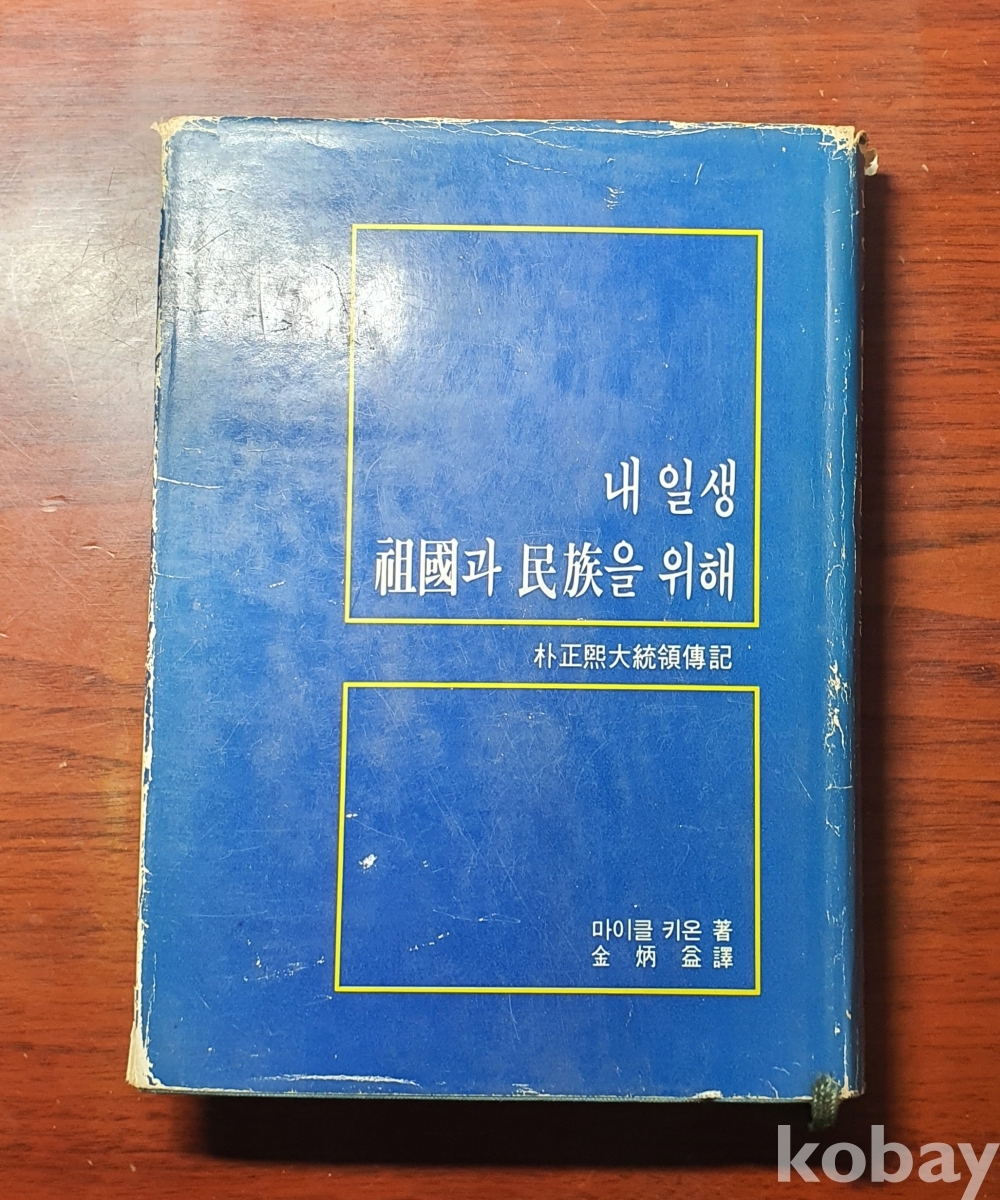 내 일생
祖國과 民族을 위해
朴正熙大統領傳記
마이클 키온 著
金 炳 益 譯
kobay